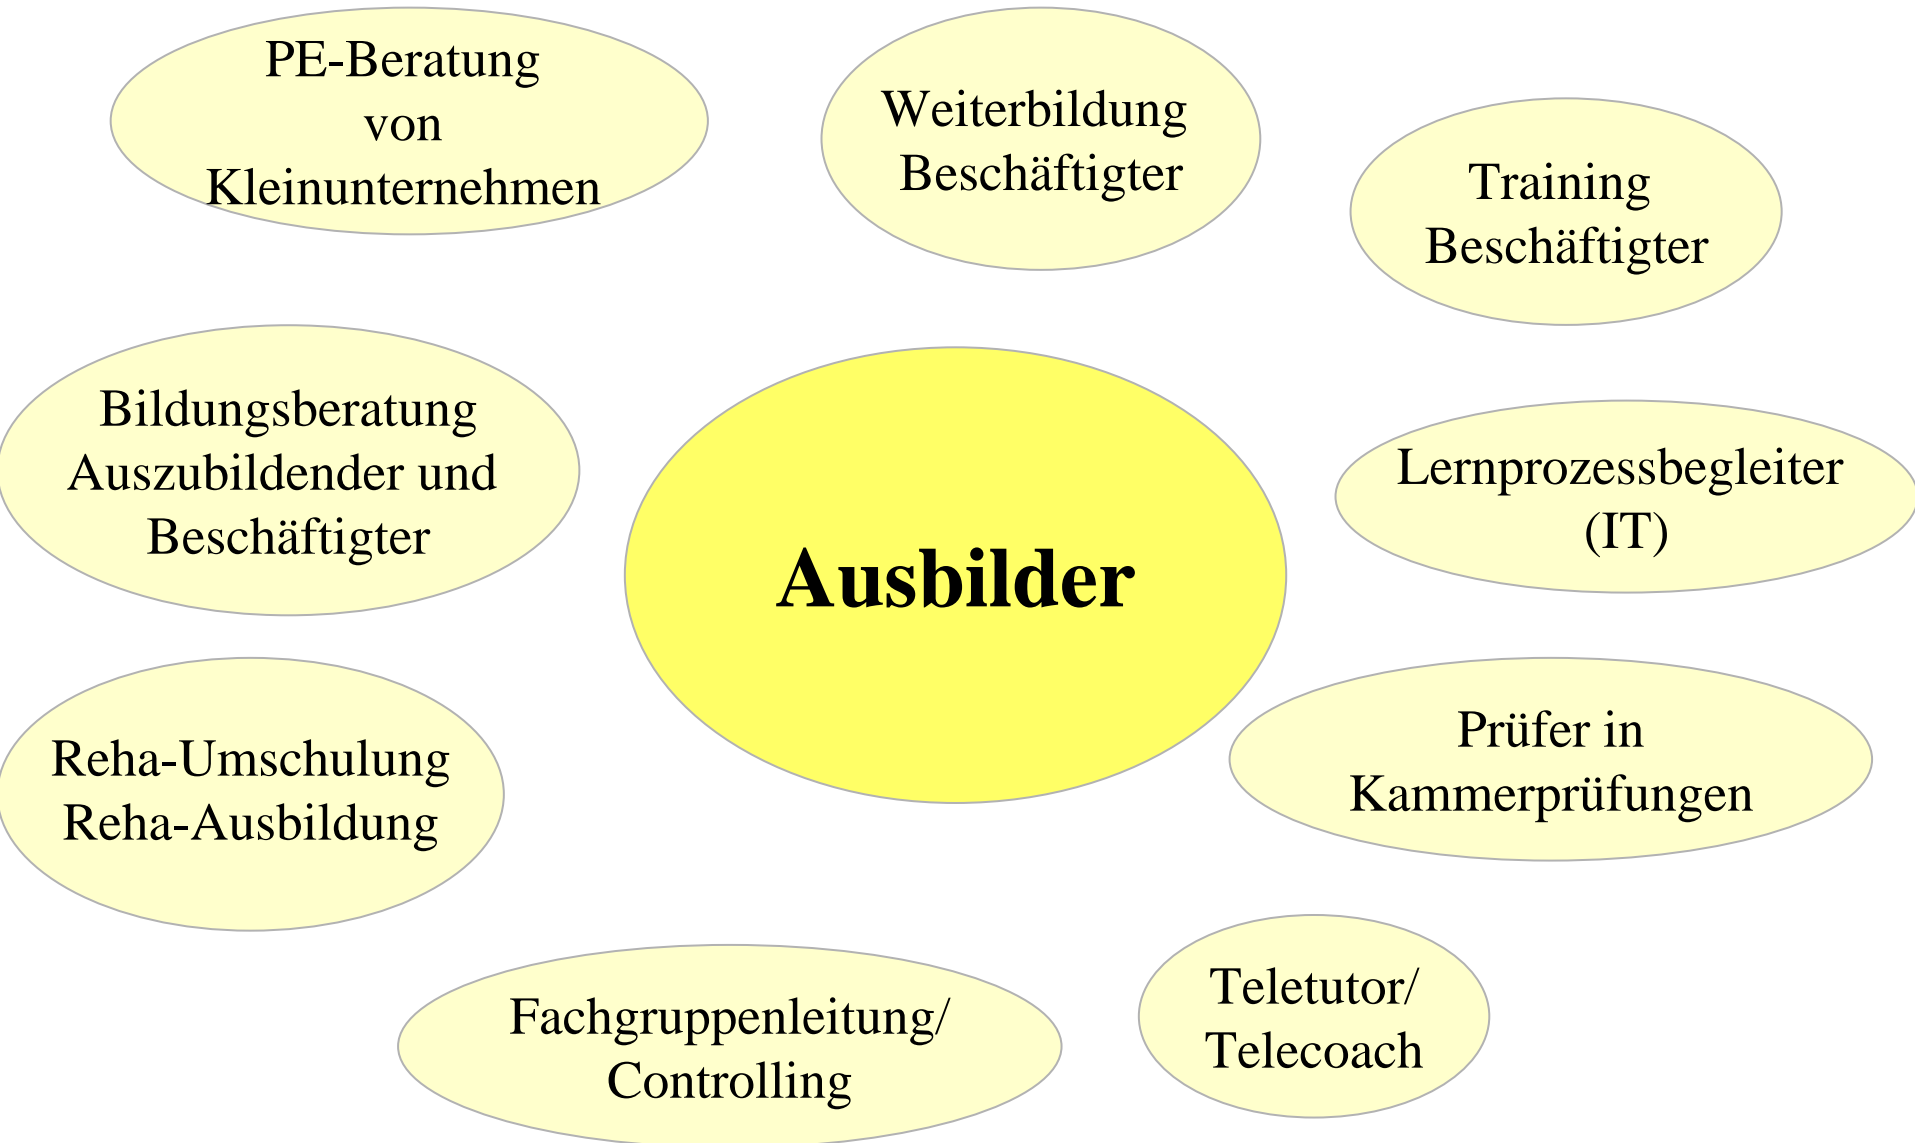 PE-Beratung
von
Kleinunternehmen
Weiterbildung
Beschäftigter
Training
Beschäftigter
Bildungsberatung
Auszubildender und
Beschäftigter
Ausbilder
Lernprozessbegleiter
(IT)
Reha-Umschulung
Reha-Ausbildung
Prüfer in
Kammerprüfungen
Fachgruppenleitung/
Controlling
Teletutor/
Telecoach